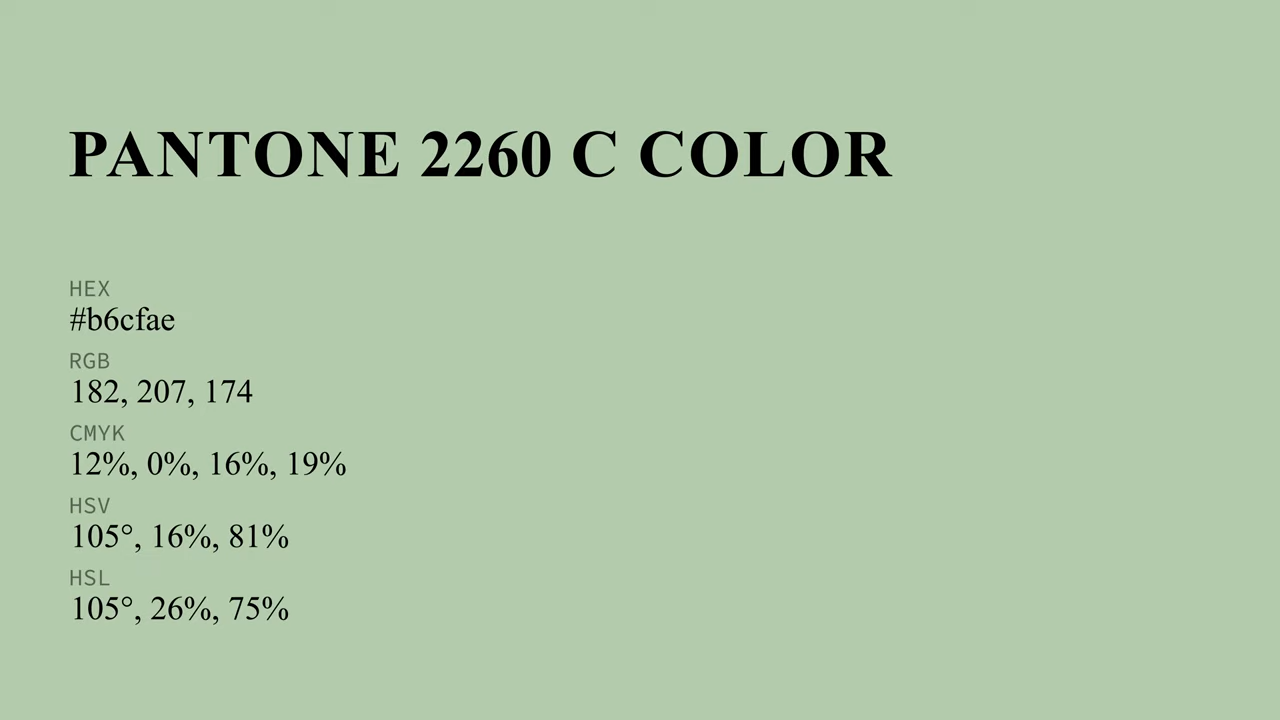 PANTONE 2260 C COLOR
HEX
#b6cfae
RGB
182, 207, 174
CMYK
12%, 0%, 16%, 19%
HSV
105°, 16%, 81%
HSL
105°, 26%, 75%